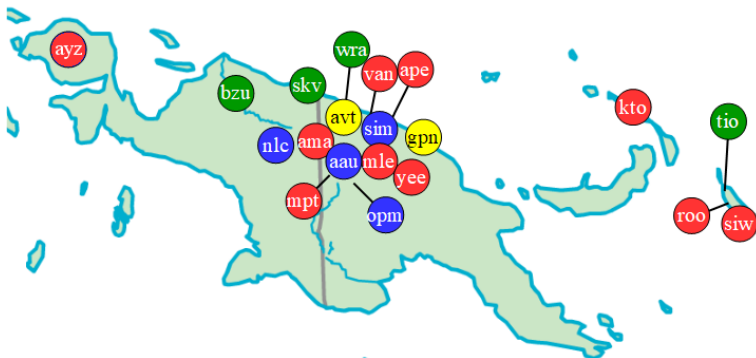 ayz
wra
van
ape
bzu
skv
avt
sim
gpn
kto
tio
nlc
ama
aau
mle
yee
mpt
opm
roo
siw